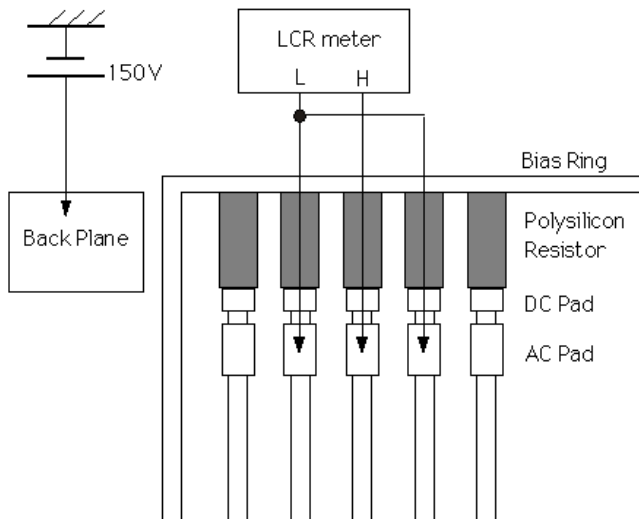 LCR meter
L H
150V
Bias Ring
Back Plane
Polysilicon
Resistor
DC Pad
AC Pad